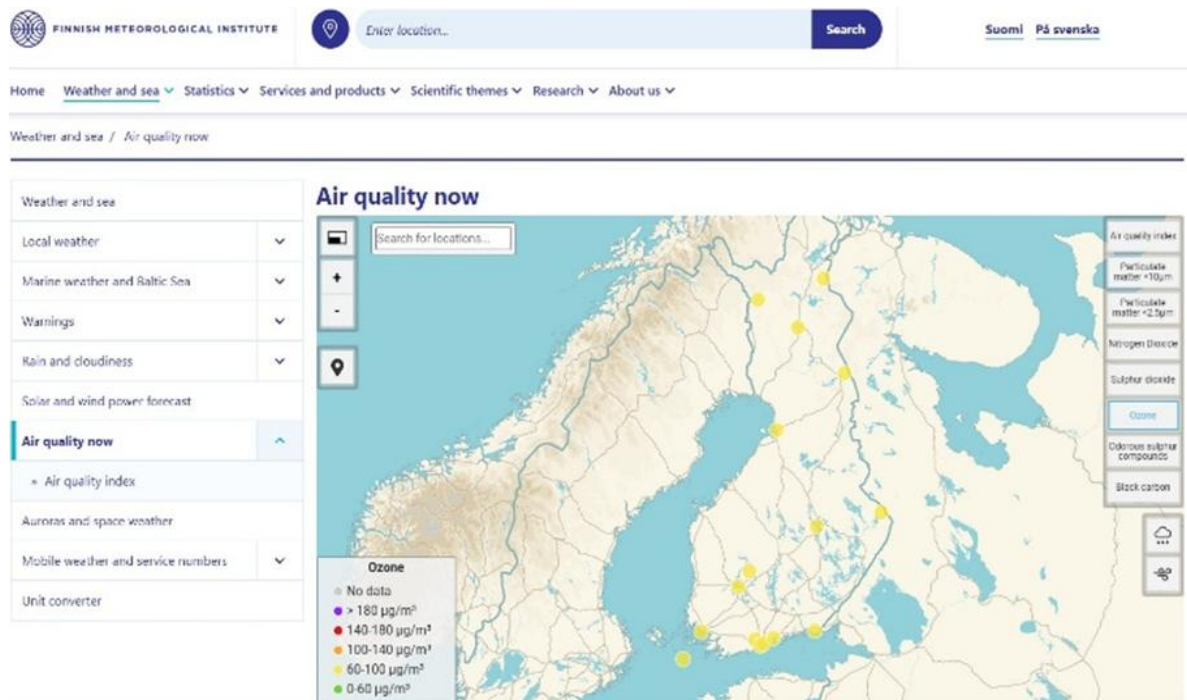 FINNISH METEOROLOGICAL INSTITUTE
Enter location...
Search
Suomi På svenska
Home Weather and sea Statistics Services and products Scientific themes Research About us
Weather and sea / Air quality now
Weather and sea
Local weather
Marine weather and Baltic Sea
Warnings
Rain and cloudiness
Solar and wind power forecast
Air quality now
» Air quality index
Auroras and space weather
Mobile weather and service numbers
Unit converter
Air quality now
Search for locations...
+
-
Air quality index
Particulate
matter <10µm
Particulate
matter <2.5µm
Nitrogen Dioxide
Sulphur dioxide
Ozone
Odorous sulphur
compounds
Black carbon
Ozone
No data
> 180 µg/m³
140-180 µg/m³
100-140 µg/m³
60-100 µg/m³
0-60 µg/m³